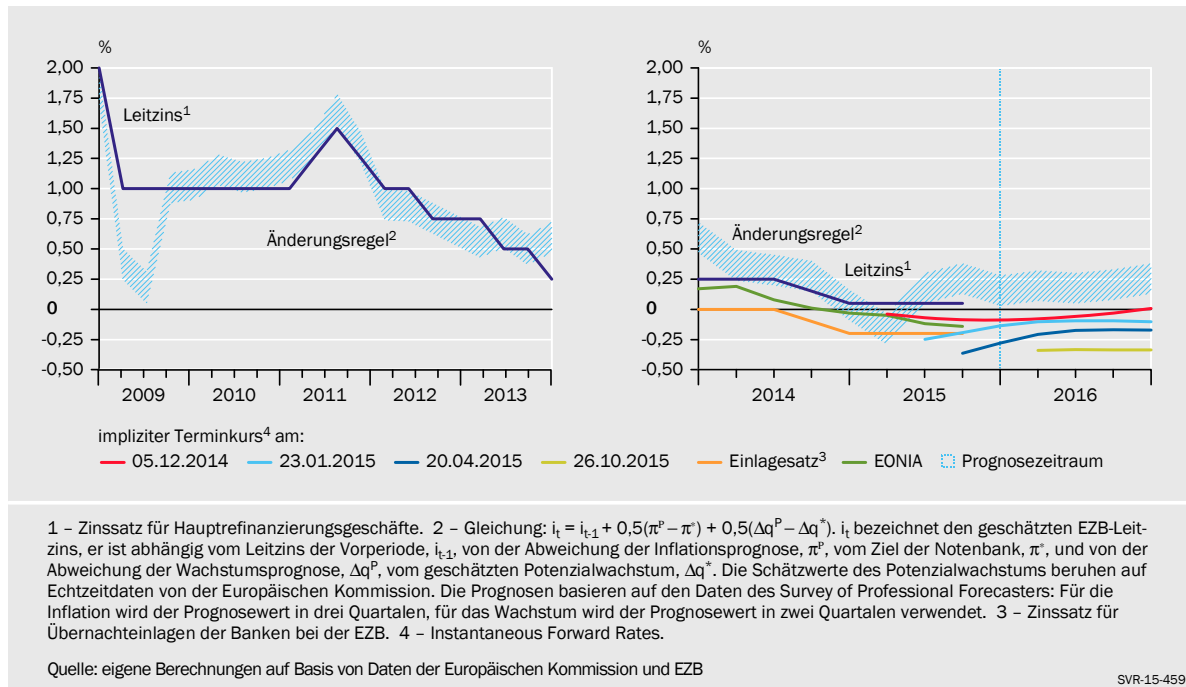 %
2,00
1,75
1,50
1,25
1,00
0,75
0,50
0,25
0
-0,25
-0,50
Leitzins1
Änderungsregel2
2009 2010 2011 2012 2013
%
2,00
1,75
1,50
1,25
1,00
0,75
0,50
0,25
0
-0,25
-0,50
Änderungsregel2
Leitzins1
2014 2015 2016
impliziter Terminkurs4 am:
05.12.2014 23.01.2015 20.04.2015 26.10.2015 Einlagesatz3 EONIA Prognosezeitraum
1 – Zinssatz für Hauptrefinanzierungsgeschäfte. 2 – Gleichung: it = it-1 + 0,5(πP – π*) + 0,5(ΔqP – Δq*). it bezeichnet den geschätzten EZB-Leit-
zins, er ist abhängig vom Leitzins der Vorperiode, it-1, von der Abweichung der Inflationsprognose, πP, vom Ziel der Notenbank, π*, und von der
Abweichung der Wachstumsprognose, ΔqP, vom geschätzten Potenzialwachstum, Δq*. Die Schätzwerte des Potenzialwachstums beruhen auf
Echtzeitdaten von der Europäischen Kommission. Die Prognosen basieren auf den Daten des Survey of Professional Forecasters: Für die
Inflation wird der Prognosewert in drei Quartalen, für das Wachstum wird der Prognosewert in zwei Quartalen verwendet. 3 – Zinssatz für
Übernachteinlagen der Banken bei der EZB. 4 – Instantaneous Forward Rates.
Quelle: eigene Berechnungen auf Basis von Daten der Europäischen Kommission und EZB
SVR-15-459